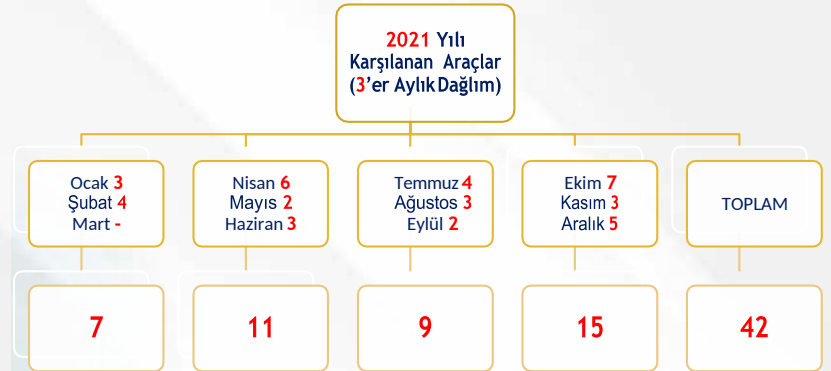 2021 Yılı
Karşılanan Araçlar
(3’er Aylık Dağlım)
Ocak 3
Şubat 4
Mart -
Nisan 6
Mayıs 2
Haziran 3
Temmuz 4
Ağustos 3
Eylül 2
Ekim 7
Kasım 3
Aralık 5
TOPLAM
7
11
9
15
42